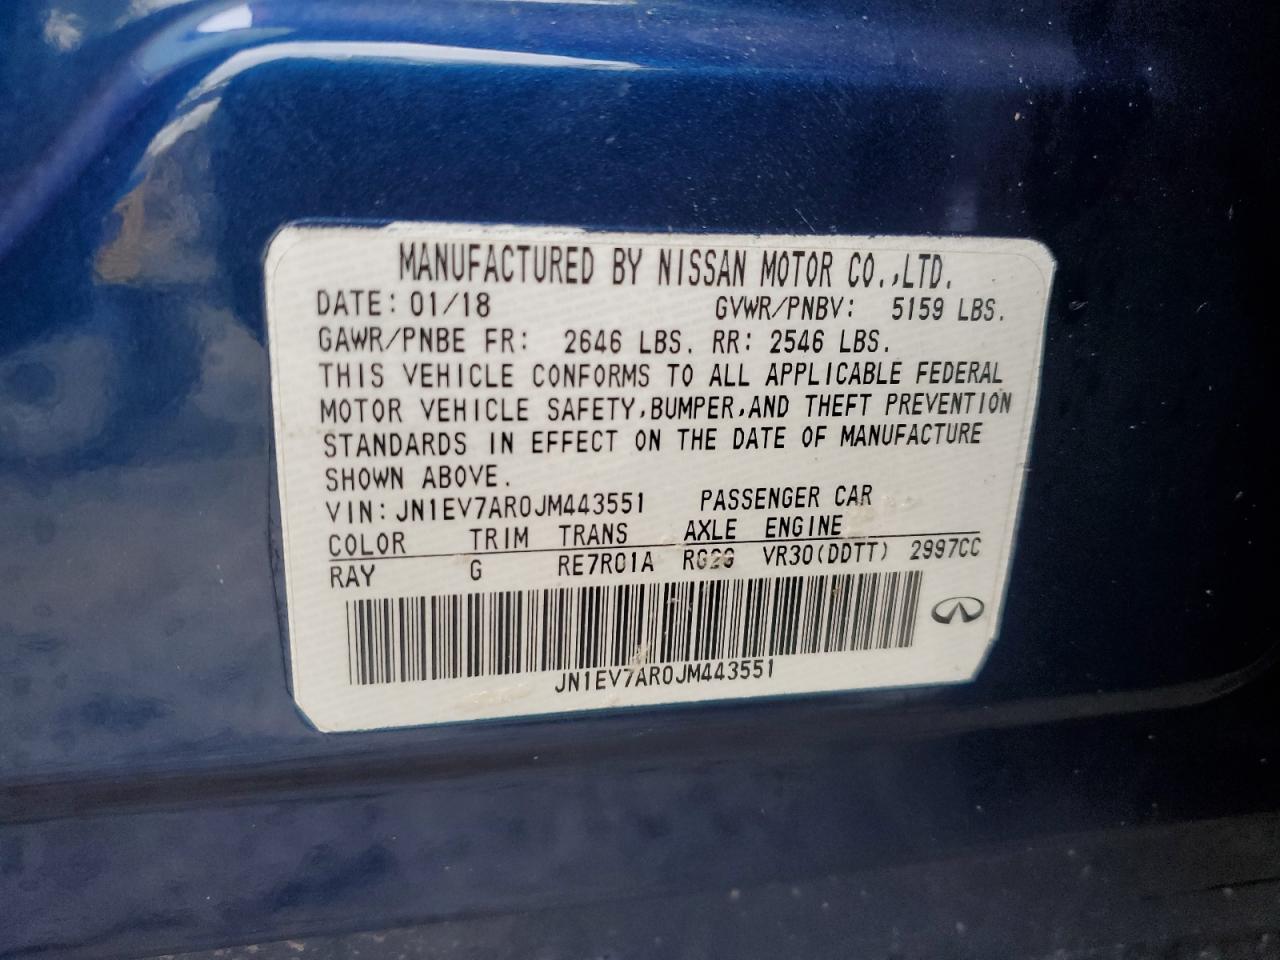 MANUFACTURED BY NISSAN MOTOR CO.,LTD.
DATE: 01/18 GVWR/PNBV: 5159 LBS.
GAWR/PNBE FR: 2646 LBS. RR: 2546 LBS.
THIS VEHICLE CONFORMS TO ALL APPLICABLE FEDERAL
MOTOR VEHICLE SAFETY,BUMPER,AND THEFT PREVENTION
STANDARDS IN EFFECT ON THE DATE OF MANUFACTURE
SHOWN ABOVE.
VIN: JN1EV7AR0JM443551 PASSENGER CAR
COLOR TRIM TRANS AXLE ENGINE
RAY G RE7R01A VR30(DDTT) 2997CC
JN1EV7AR0JM443551